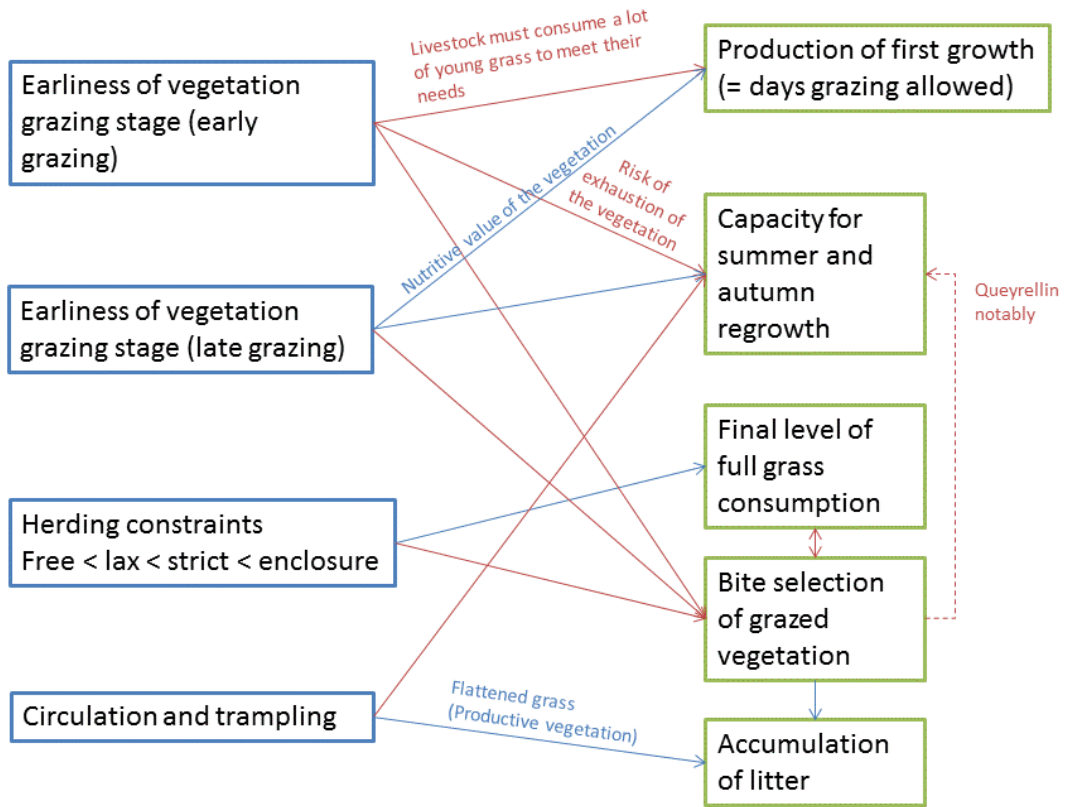 Livestock must consume a lot
of young grass to meet their
needs
Earliness of vegetation
grazing stage (early
grazing)
Production of first growth
(= days grazing allowed)
Nutritive value of the vegetation
Risk of
exhaustion of
the vegetation
Capacity for
summer and
autumn
regrowth
Queyrellin
notably
Earliness of vegetation
grazing stage (late grazing)
Final level of
full grass
consumption
Herding constraints
Free < lax < strict < enclosure
Bite selection
of grazed
vegetation
Circulation and trampling
Flattened grass
(Productive vegetation)
Accumulation
of litter